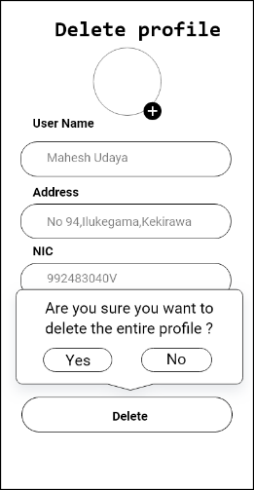 Delete profile
User Name
Mahesh Udaya
Address
No 94,Ilukegama,Kekirawa
NIC
992483040V
Are you sure you want to
delete the entire profile ?
Yes No
Delete